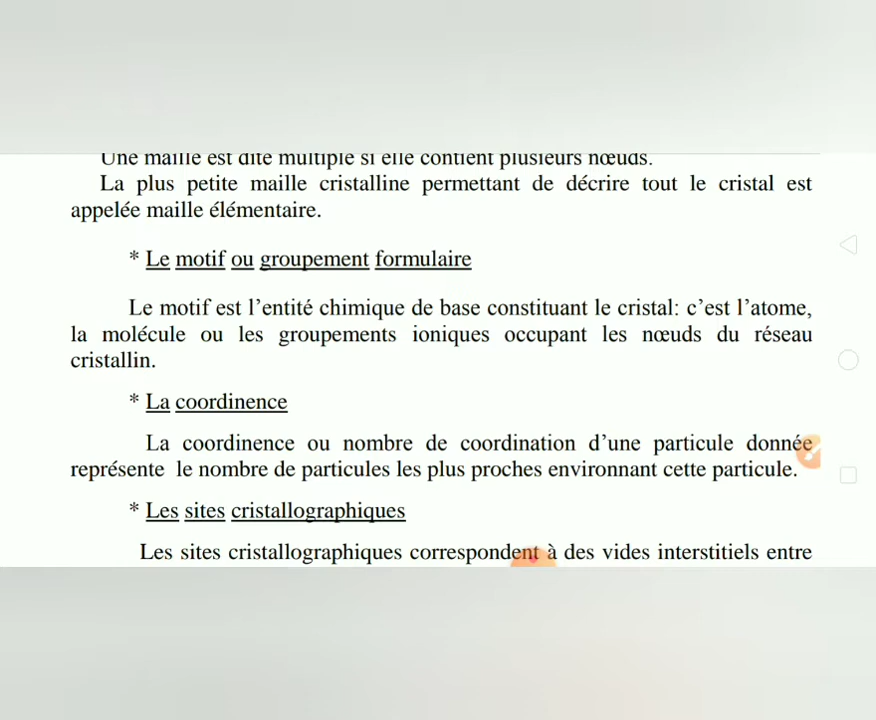 Une maille est dite multiple si elle contient plusieurs nœuds.
La plus petite maille cristalline permettant de décrire tout le cristal est
appelée maille élémentaire.
* Le motif ou groupement formulaire
Le motif est l’entité chimique de base constituant le cristal: c’est l’atome,
la molécule ou les groupements ioniques occupant les nœuds du réseau
cristallin.
* La coordinence
La coordinence ou nombre de coordination d’une particule donnée
représente le nombre de particules les plus proches environnant cette particule.
* Les sites cristallographiques
Les sites cristallographiques correspondent à des vides interstitiels entre